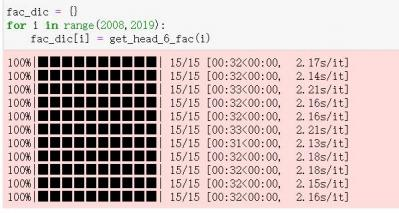 fac_dic = {}
for i in range(2008,2019):
    fac_dic[i] = get_head_6_fac(i)
100%|██████████| 15/15 [00:32<00:00, 2.17s/it]
100%|██████████| 15/15 [00:32<00:00, 2.14s/it]
100%|██████████| 15/15 [00:33<00:00, 2.21s/it]
100%|██████████| 15/15 [00:32<00:00, 2.16s/it]
100%|██████████| 15/15 [00:32<00:00, 2.16s/it]
100%|██████████| 15/15 [00:33<00:00, 2.21s/it]
100%|██████████| 15/15 [00:31<00:00, 2.13s/it]
100%|██████████| 15/15 [00:32<00:00, 2.18s/it]
100%|██████████| 15/15 [00:32<00:00, 2.18s/it]
100%|██████████| 15/15 [00:32<00:00, 2.15s/it]
100%|██████████| 15/15 [00:32<00:00, 2.16s/it]